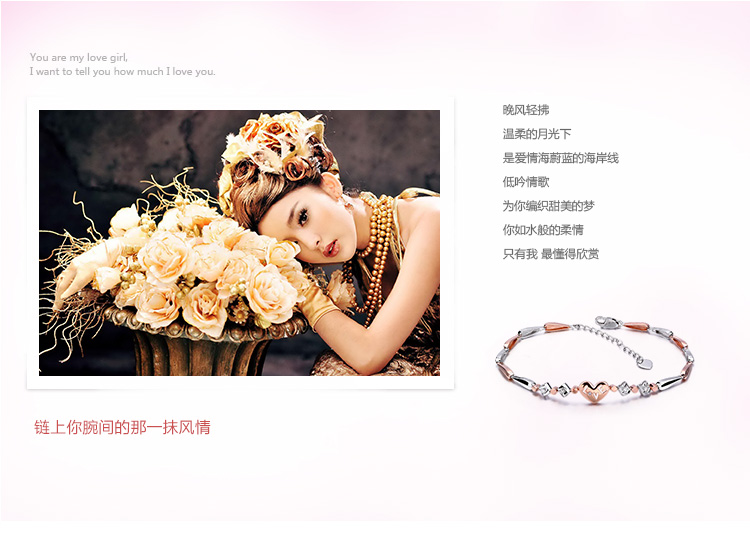 You are my love girl,
I want to tell you how much I love you.
晚风轻拂
温柔的月光下
是爱情海蔚蓝的海岸线
低吟情歌
为你编织甜美的梦
你如水般的柔情
只有我 最懂得欣赏
链上你腕间的那一抹风情